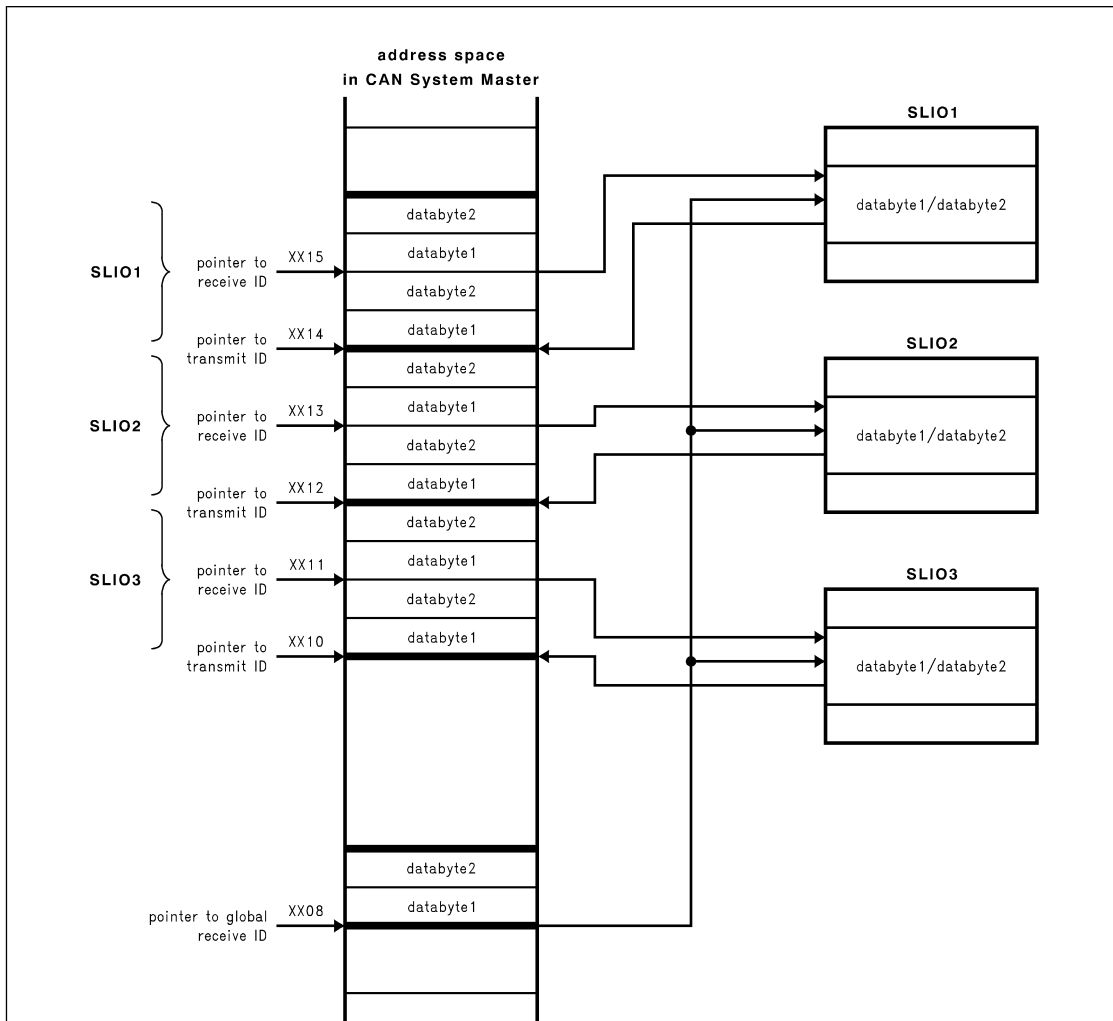 address space
in CAN System Master
SLIO1
databyte2
databyte1
databyte2
databyte1
SLIO1
pointer to
receive ID
XX15
pointer to
transmit ID
XX14
databyte1/databyte2
SLIO2
databyte2
databyte1
databyte2
databyte1
SLIO2
pointer to
receive ID
XX13
pointer to
transmit ID
XX12
databyte1/databyte2
SLIO3
databyte2
databyte1
databyte2
databyte1
SLIO3
pointer to
receive ID
XX11
pointer to
transmit ID
XX10
databyte1/databyte2
databyte2
databyte1
pointer to global
receive ID
XX08